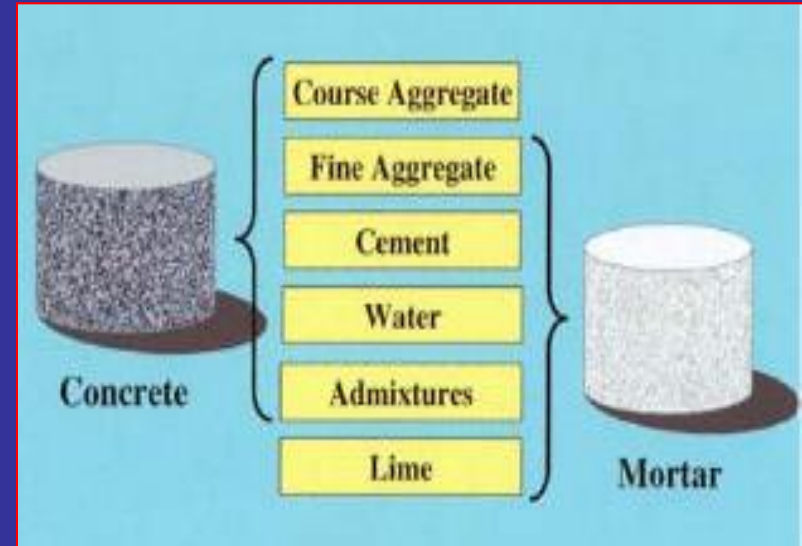 Course Aggregate
Fine Aggregate
Cement
Water
Admixtures
Lime
Concrete
Mortar